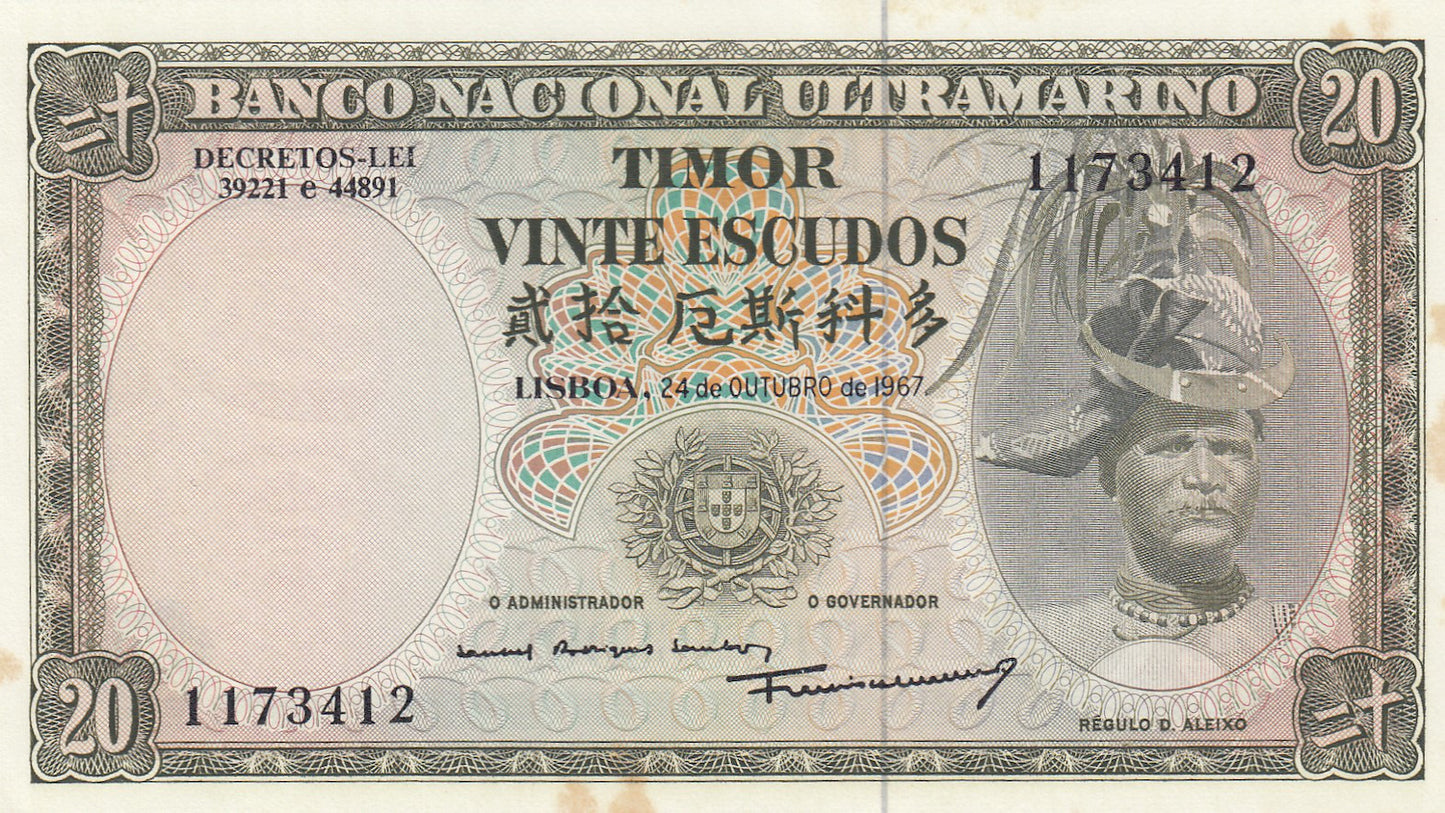 二十
BANCO NACIONAL ULTRAMARINO
20
DECRETOS-LEI
39221 e 44891
TIMOR
1173412
VINTE ESCUDOS
貳拾厄斯科多
LISBOA, 24 de OUTUBRO de 1967.
O ADMINISTRADOR
O GOVERNADOR
20
1173412
RÉGULO D. ALEIXO
二十